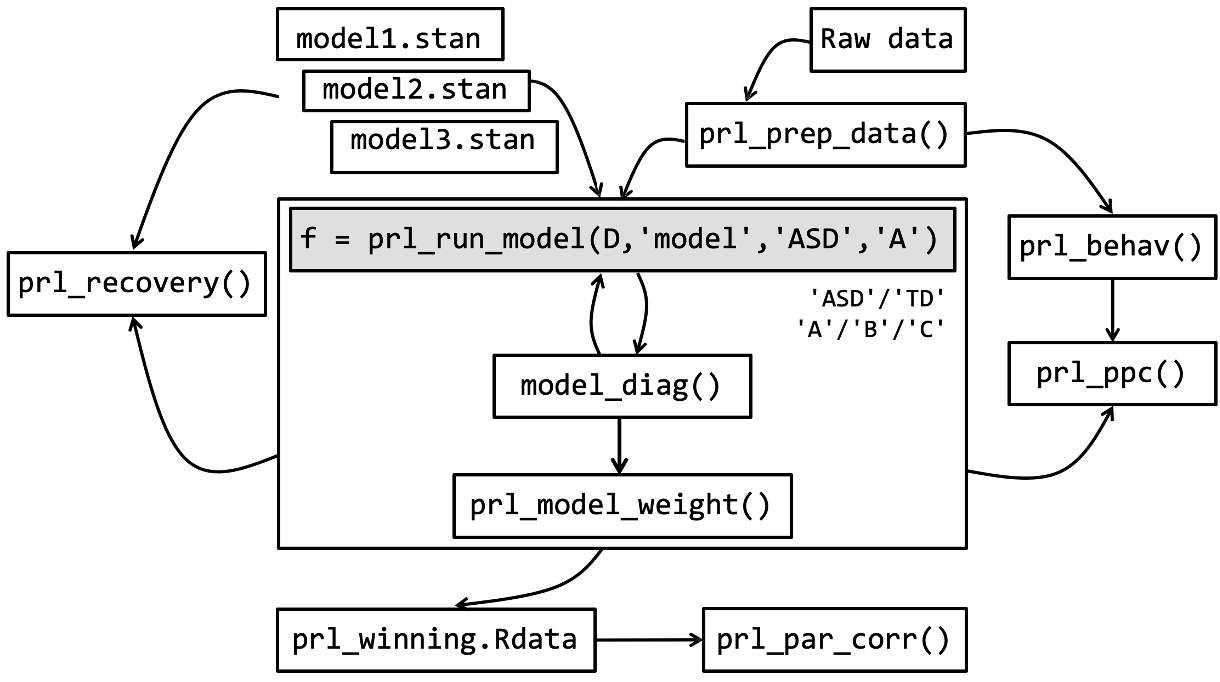 model1.stan
Raw data
model2.stan
model3.stan
prl_prep_data()
f = prl_run_model(D,'model','ASD','A')
prl_behav()
prl_recovery()
'ASD'/'TD'
'A'/'B'/'C'
model_diag()
prl_ppc()
prl_model_weight()
prl_winning.Rdata
prl_par_corr()